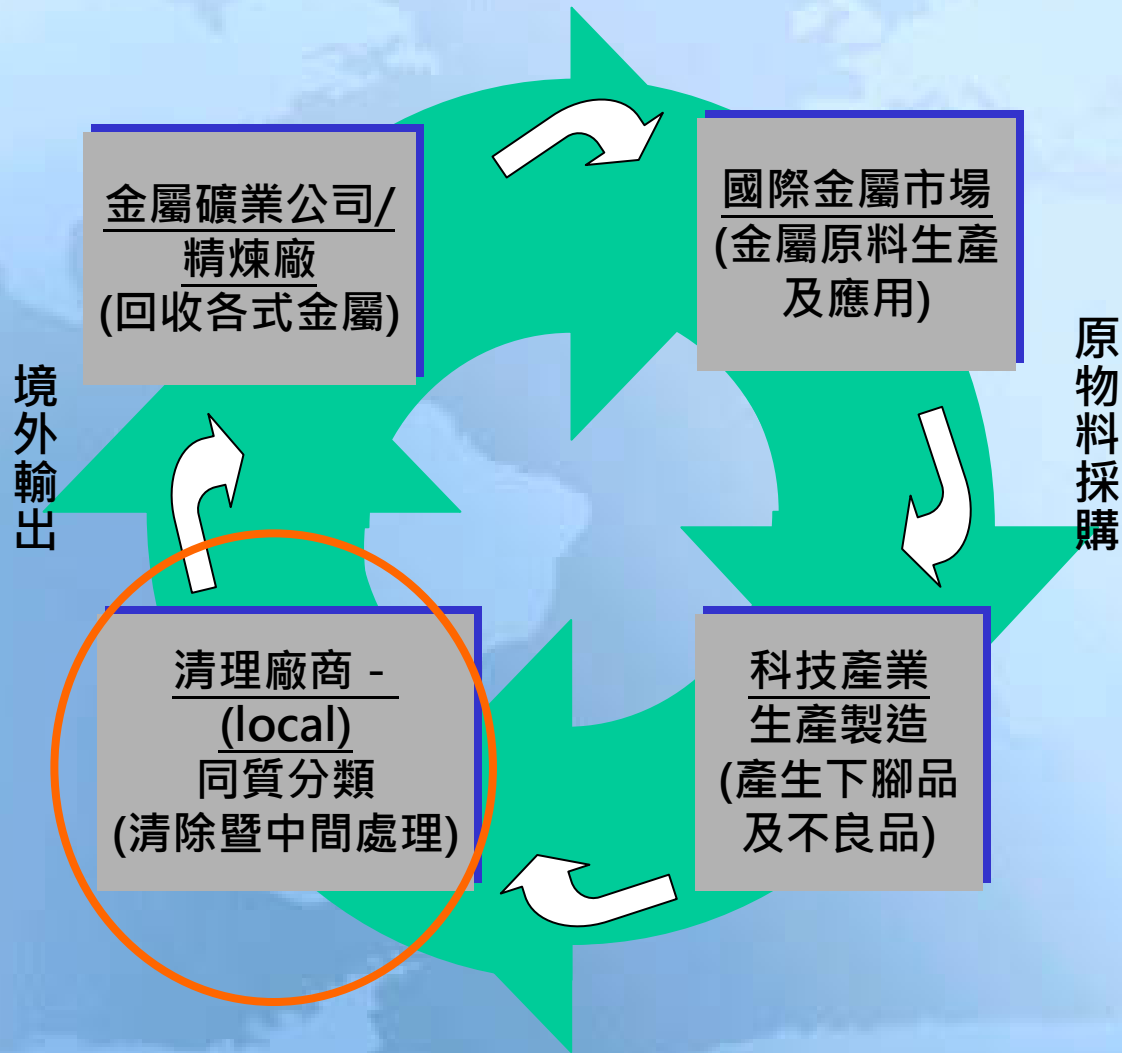 金屬礦業公司/
精煉廠
(回收各式金屬)
國際金屬市場
(金屬原料生產
及應用)
境外輸出
原物料採購
清理廠商 -
(local)
同質分類
(清除暨中間處理)
科技產業
生產製造
(產生下腳品
及不良品)